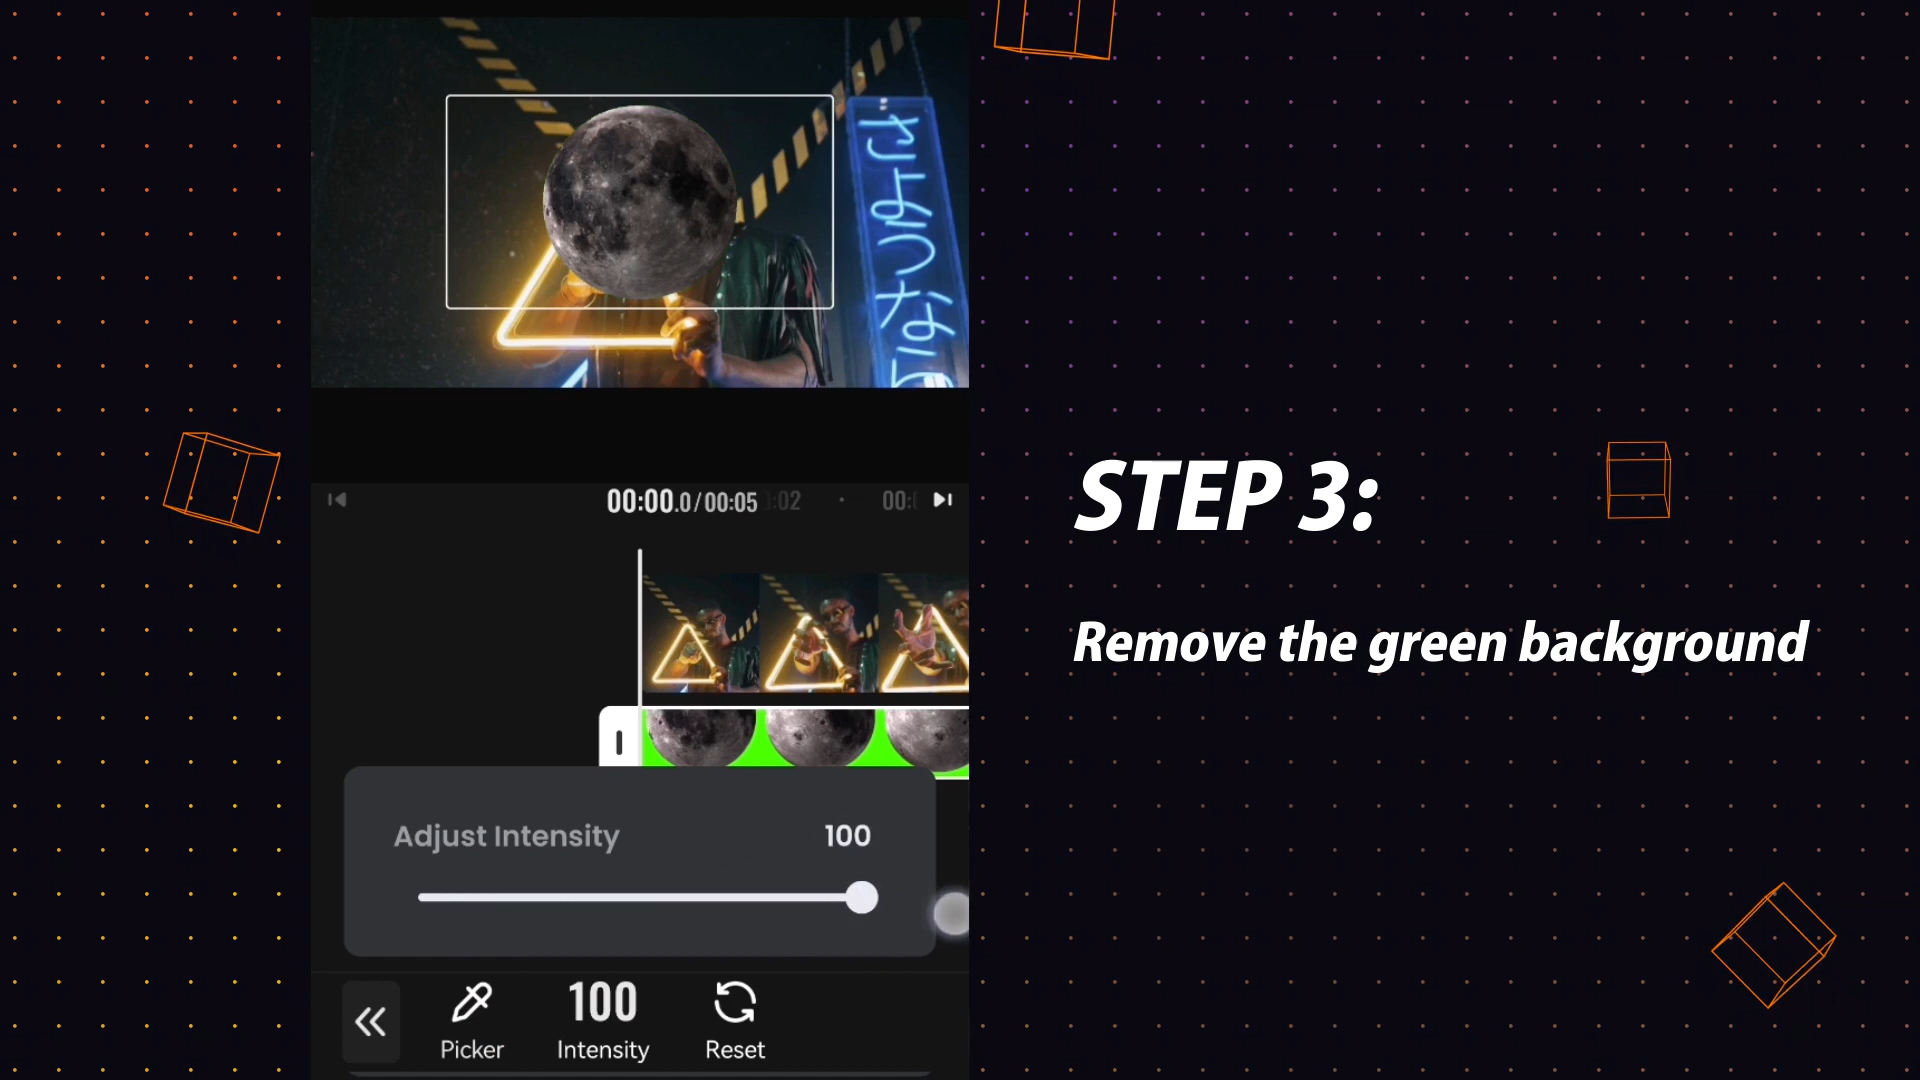 00:00.0/00:05
STEP 3:
Remove the green background
Adjust Intensity 100
100
Picker Intensity Reset